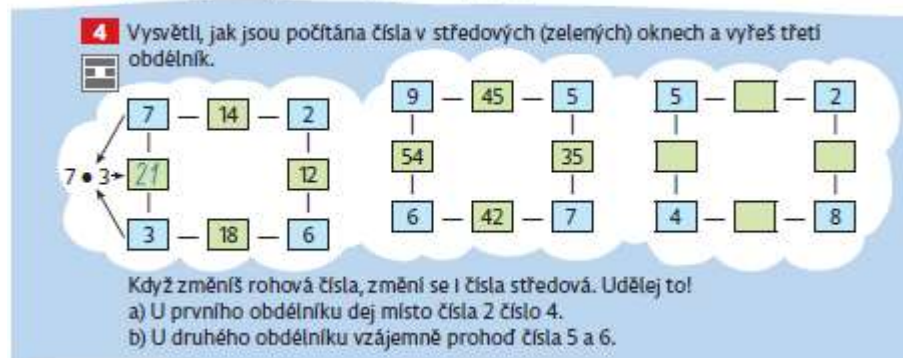 4 Vysvětli, jak jsou počítána čísla v středových (zelených) oknech a vyřeš třetí
obdélník.
7 — 14 — 2
7 • 3 21 12
3 — 18 — 6
9 — 45 — 5
54 35
6 — 42 — 7
5 — — 2
4 — — 8
Když změníš rohová čísla, změní se i čísla středová. Udělej to!
a) U prvního obdélníku dej místo čísla 2 číslo 4.
b) U druhého obdélníku vzájemně prohoď čísla 5 a 6.